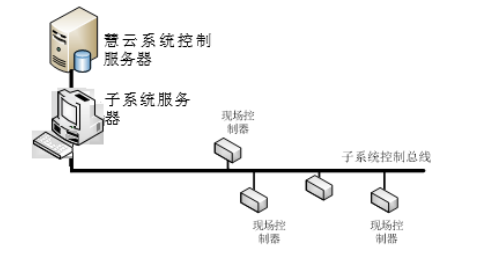 慧云系统控制
服务器
子系统服务
器
现场控
制器
子系统控制总线
现场控
制器
现场控
制器